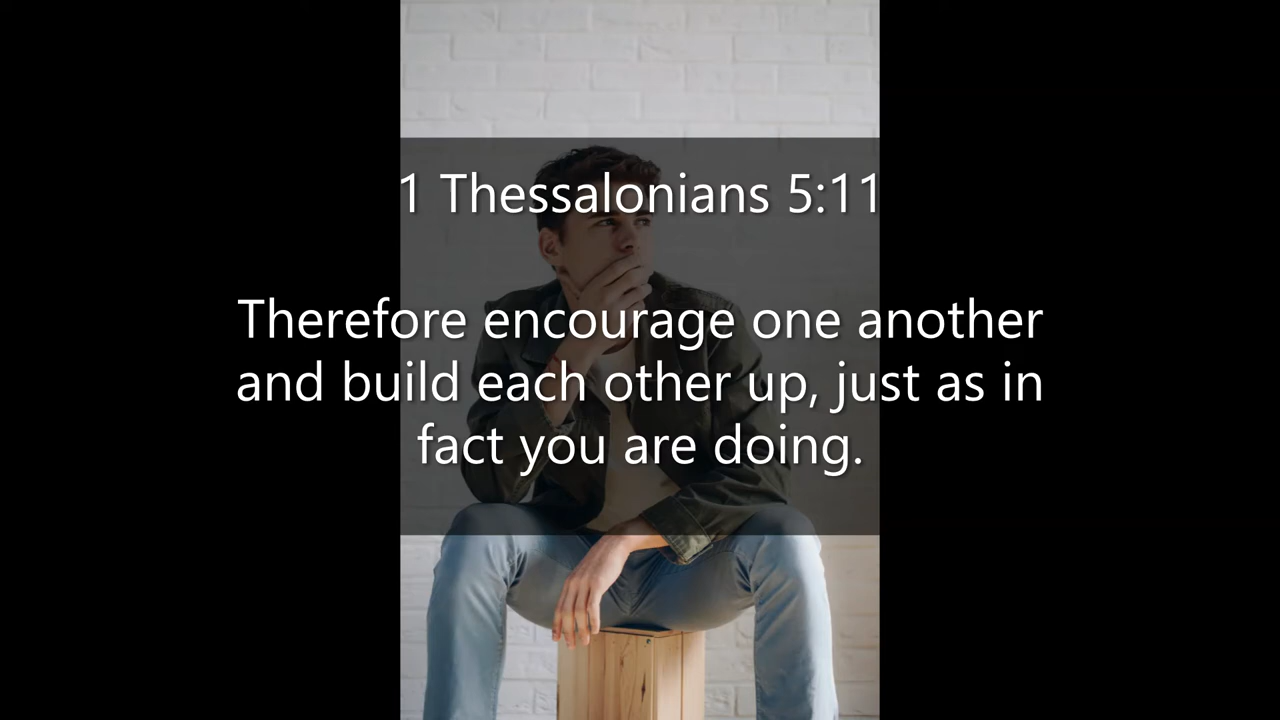 1 Thessalonians 5:11
Therefore encourage one another
and build each other up, just as in
fact you are doing.